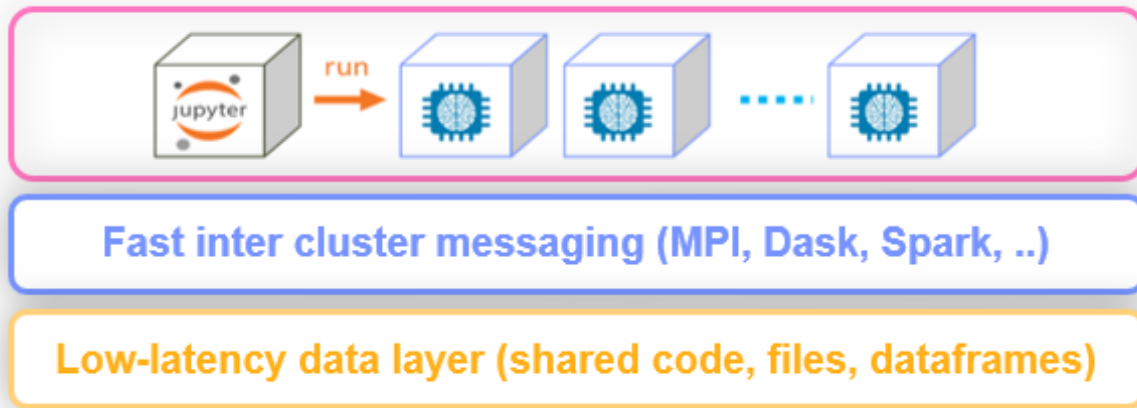 run
jupyter
Fast inter cluster messaging (MPI, Dask, Spark, ..)
Low-latency data layer (shared code, files, dataframes)